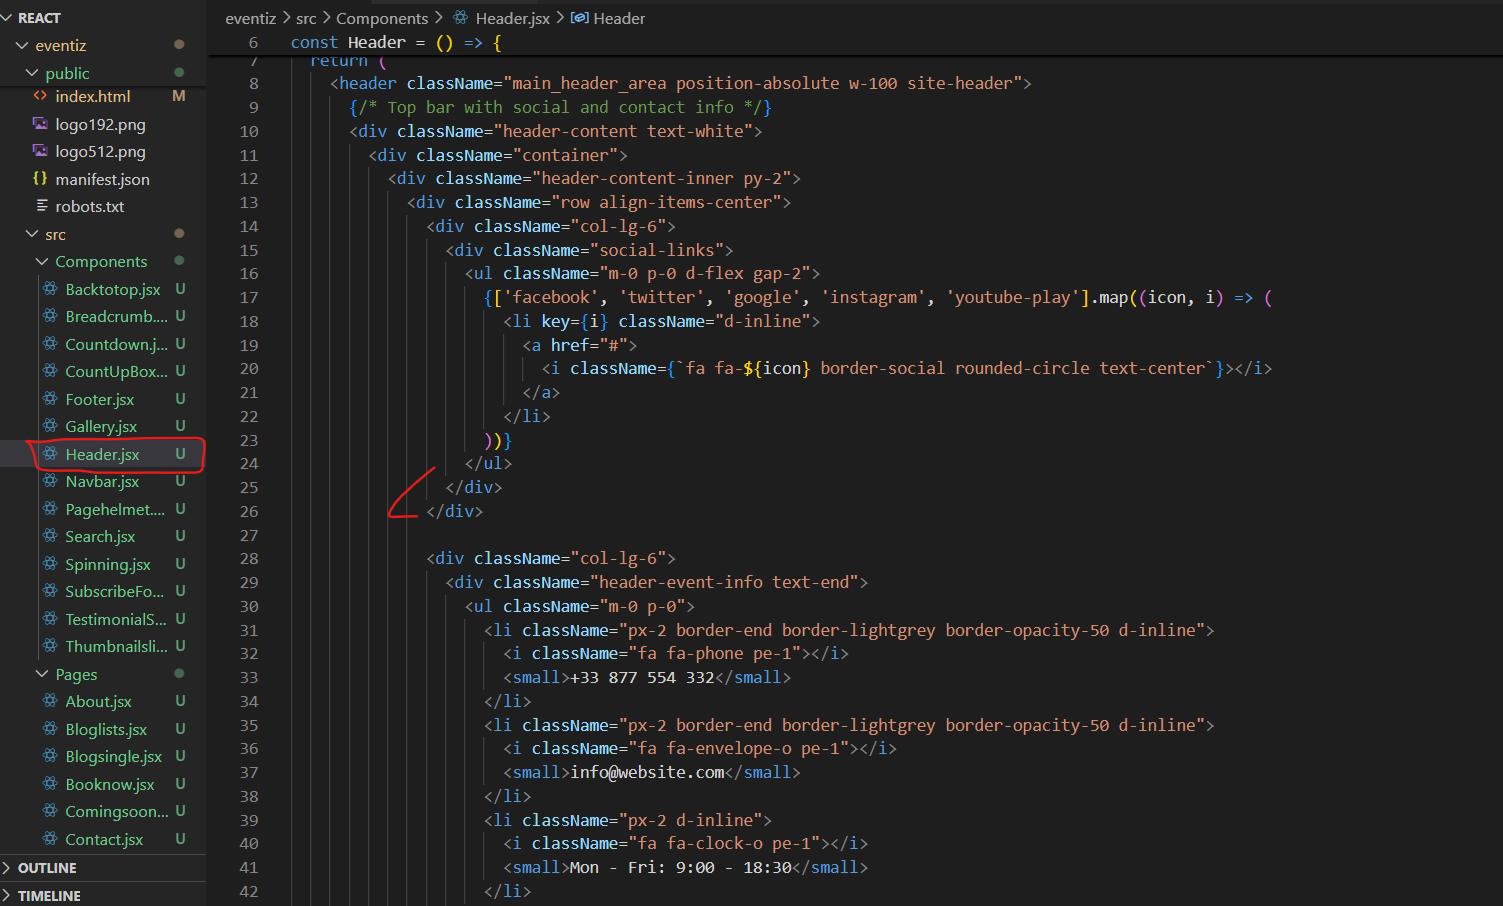 REACT
eventiz
public
index.html M
logo192.png
logo512.png
manifest.json
robots.txt
src
Components
Backtotop.jsx U
Breadcrumb.... U
Countdown.j... U
CountUpBox... U
Footer.jsx U
Gallery.jsx U
Header.jsx U
Navbar.jsx U
Pagehelmet.... U
Search.jsx U
Spinning.jsx U
SubscribeFo... U
TestimonialS... U
Thumbnailsli... U
Pages
About.jsx U
Bloglists.jsx U
Blogsingle.jsx U
Booknow.jsx U
Comingsoon... U
Contact.jsx U
OUTLINE
TIMELINE
eventiz > src > Components > Header.jsx > Header
6 const Header = () => {
7 return (
8 <header className="main_header_area position-absolute w-100 site-header">
9 {/* Top bar with social and contact info */}
10 <div className="header-content text-white">
11 <div className="container">
12 <div className="header-content-inner py-2">
13 <div className="row align-items-center">
14 <div className="col-lg-6">
15 <div className="social-links">
16 <ul className="m-0 p-0 d-flex gap-2">
17 {['facebook', 'twitter', 'google', 'instagram', 'youtube-play'].map((icon, i) => (
18 <li key={i} className="d-inline">
19 <a href="#">
20 <i className={`fa fa-${icon} border-social rounded-circle text-center`}></i>
21 </a>
22 </li>
23 ))}
24 </ul>
25 </div>
26 </div>
27
28 <div className="col-lg-6">
29 <div className="header-event-info text-end">
30 <ul className="m-0 p-0">
31 <li className="px-2 border-end border-lightgrey border-opacity-50 d-inline">
32 <i className="fa fa-phone pe-1"></i>
33 <small>+33 877 554 332</small>
34 </li>
35 <li className="px-2 border-end border-lightgrey border-opacity-50 d-inline">
36 <i className="fa fa-envelope-o pe-1"></i>
37 <small>info@website.com</small>
38 </li>
39 <li className="px-2 d-inline">
40 <i className="fa fa-clock-o pe-1"></i>
41 <small>Mon - Fri: 9:00 - 18:30</small>
42 </li>